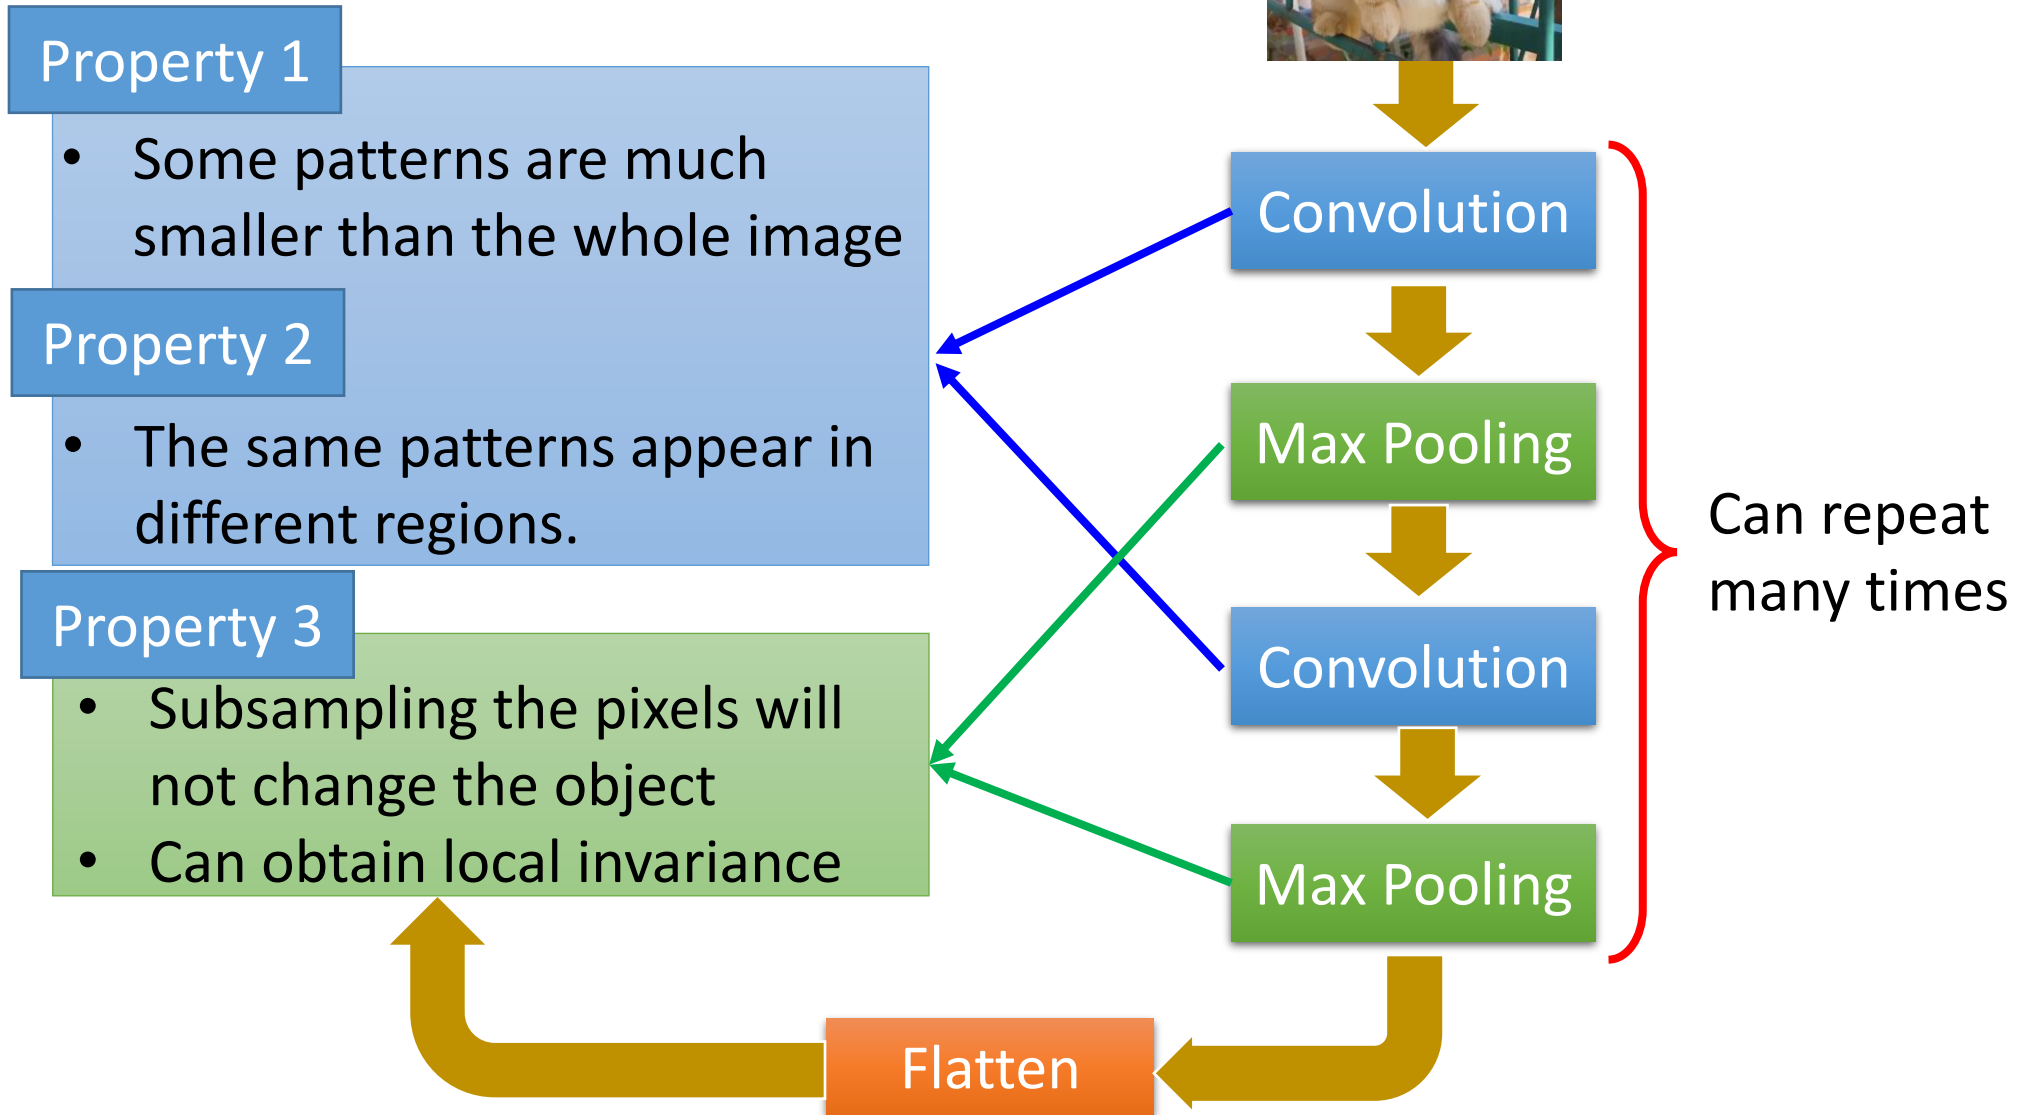 Property 1
• Some patterns are much
smaller than the whole image
Property 2
• The same patterns appear in
different regions.
Property 3
• Subsampling the pixels will
not change the object
• Can obtain local invariance
Convolution
Max Pooling
Convolution
Max Pooling
Can repeat
many times
Flatten